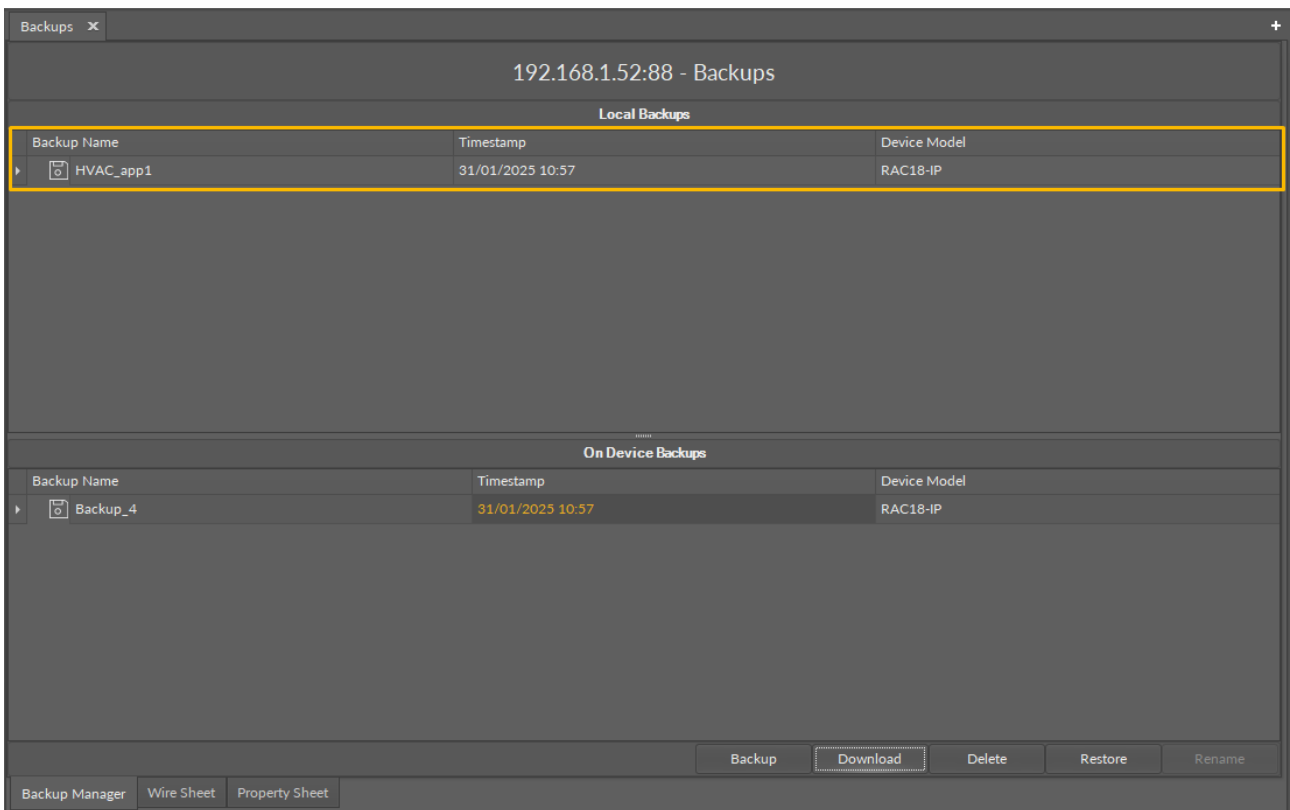 Backups
192.168.1.52:88 - Backups
Local Backups
Backup Name Timestamp Device Model
HVAC_app1 31/01/2025 10:57 RAC18-IP
On Device Backups
Backup Name Timestamp Device Model
Backup_4 31/01/2025 10:57 RAC18-IP
Backup Download Delete Restore Rename
Backup Manager Wire Sheet Property Sheet